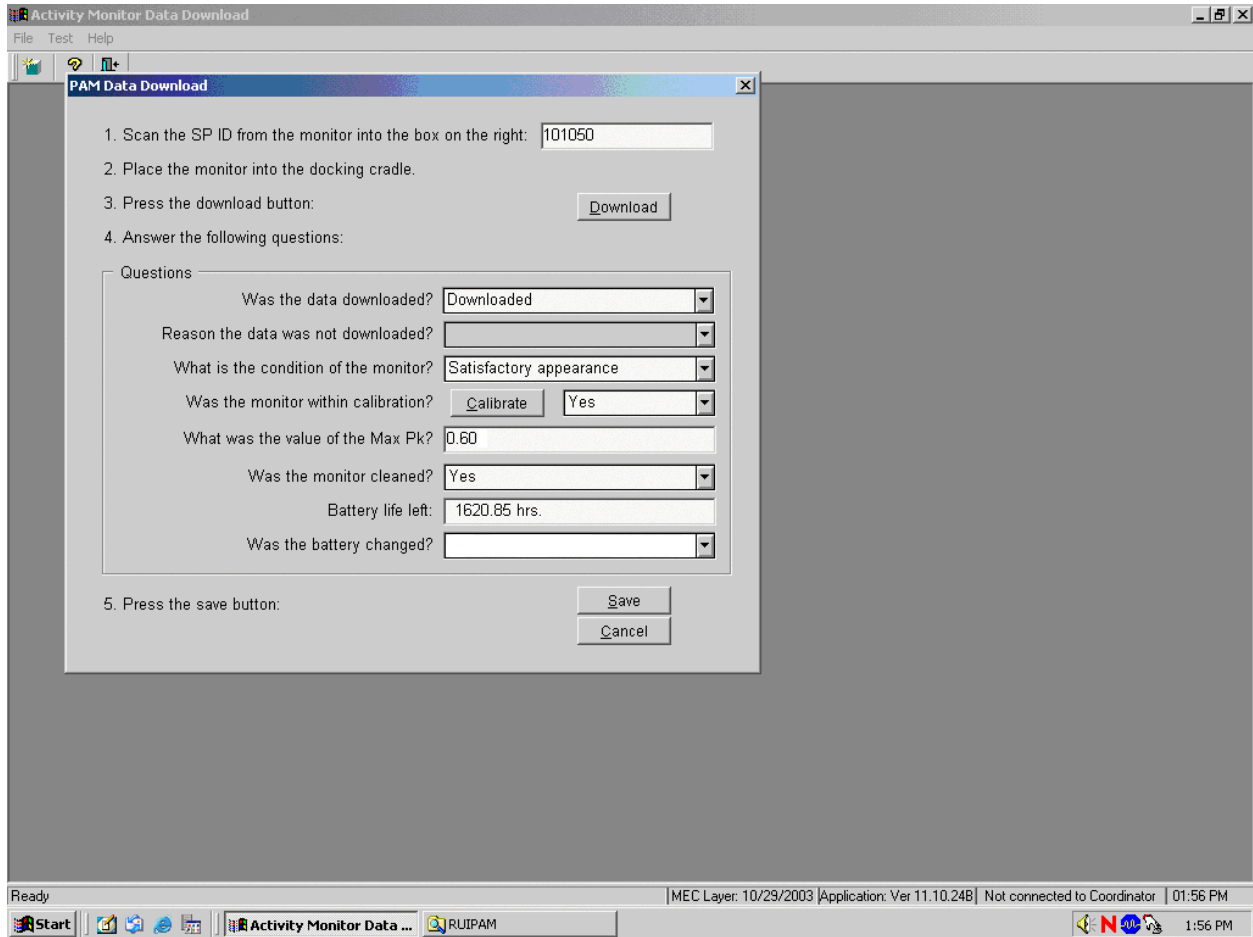 Activity Monitor Data Download
File Test Help
PAM Data Download
1. Scan the SP ID from the monitor into the box on the right: 101050
2. Place the monitor into the docking cradle.
3. Press the download button: Download
4. Answer the following questions:
Questions
Was the data downloaded? Downloaded
Reason the data was not downloaded?
What is the condition of the monitor? Satisfactory appearance
Was the monitor within calibration? Calibrate Yes
What was the value of the Max Pk? 0.60
Was the monitor cleaned? Yes
Battery life left: 1620.85 hrs.
Was the battery changed?
5. Press the save button: Save
Cancel
Ready MEC Layer: 10/29/2003 Application: Ver 11.10.24B Not connected to Coordinator 01:56 PM
Start Activity Monitor Data ... RUIPAM N 1:56 PM